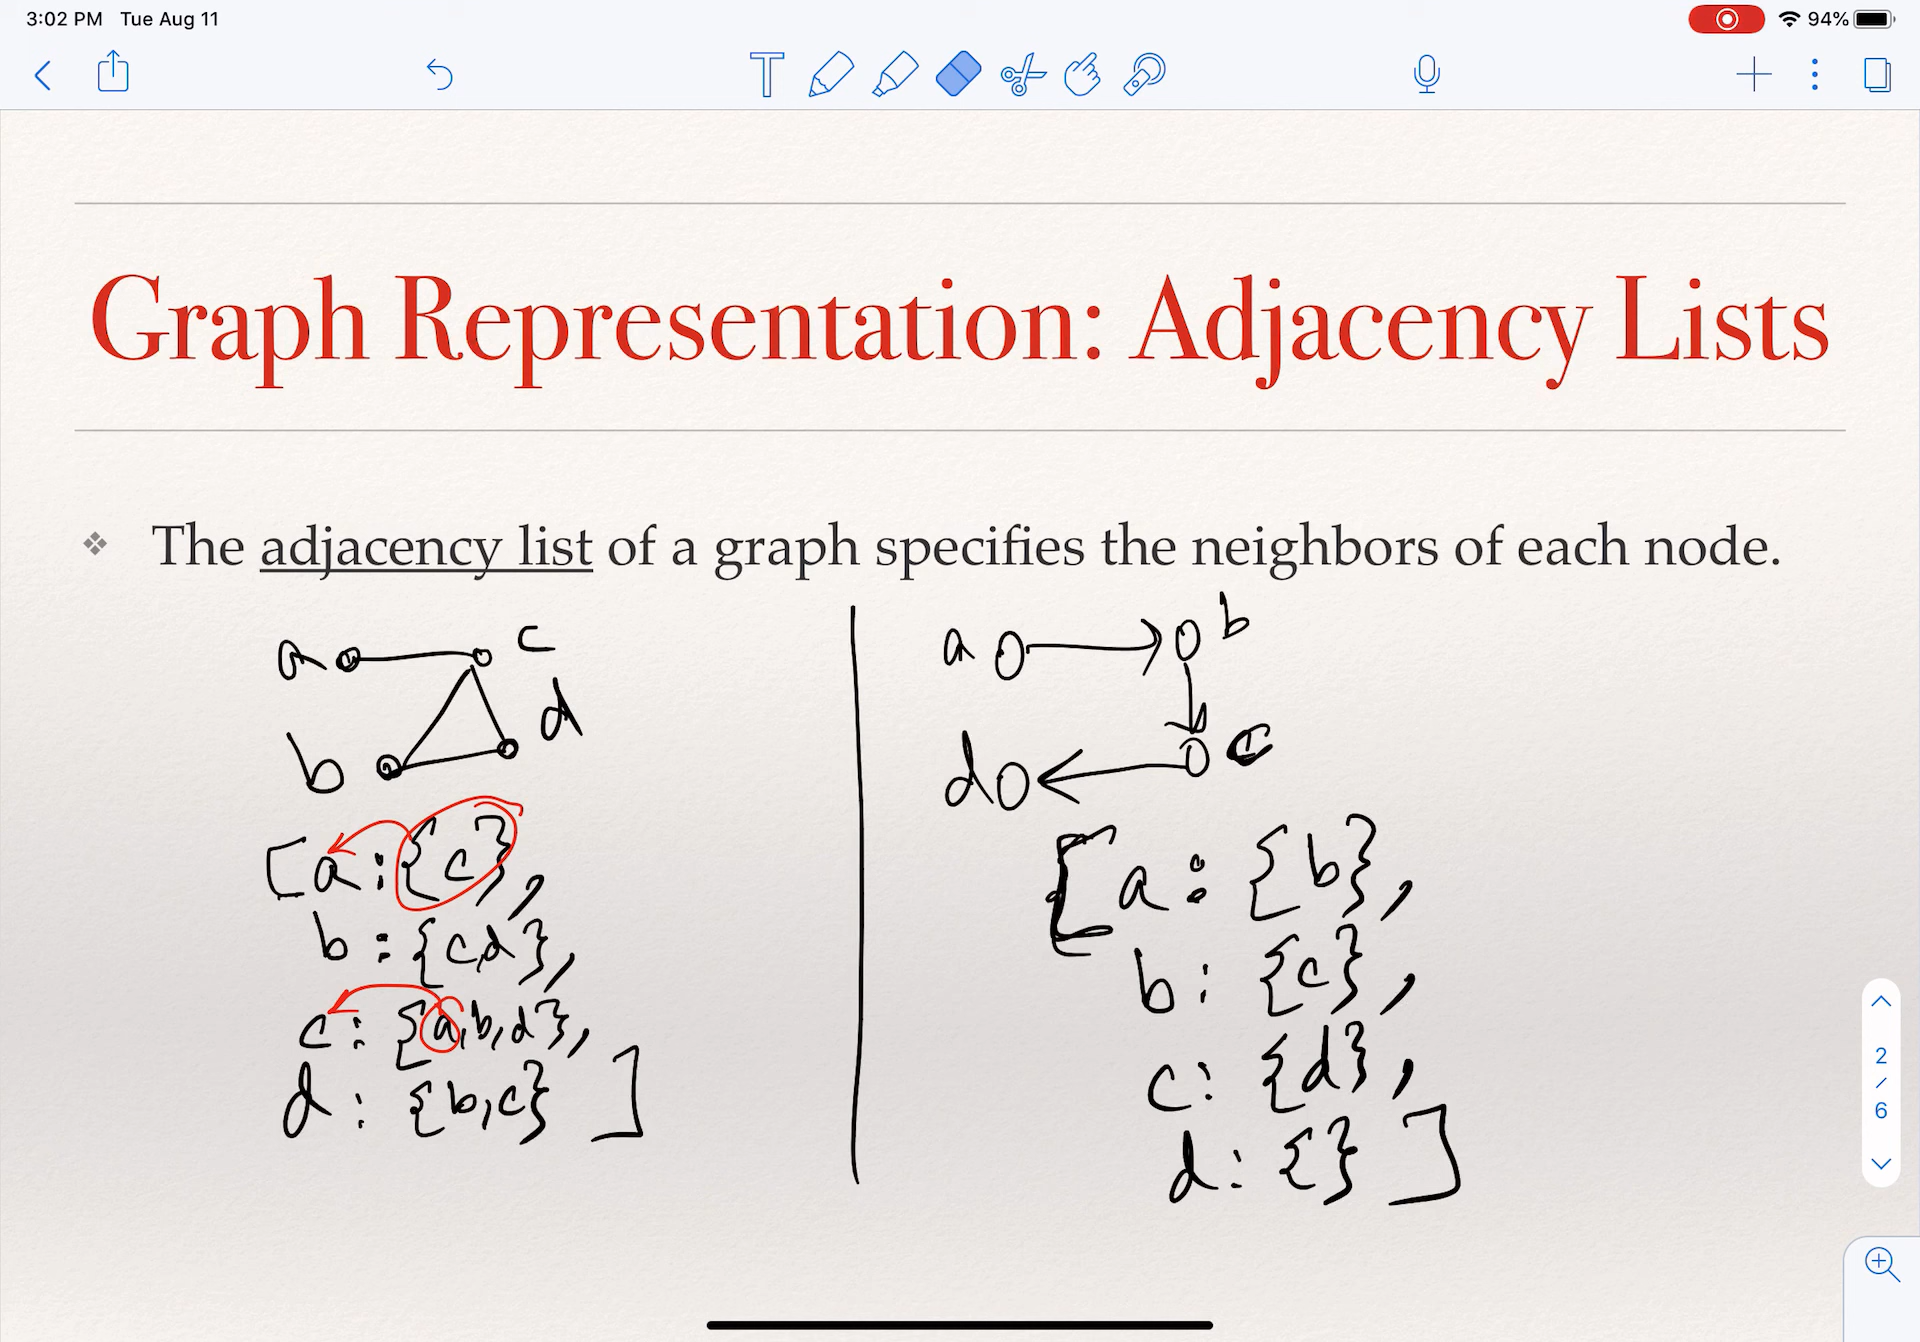 3:02 PM Tue Aug 11
94%
T
Graph Representation: Adjacency Lists
❖ The adjacency list of a graph specifies the neighbors of each node.
a c
b d
[a:{c},
b:{c,d},
c:{a,b,d},
d:{b,c}]
a b
d c
[a:{b},
b:{c},
c:{d},
d:{}]
2
/
6